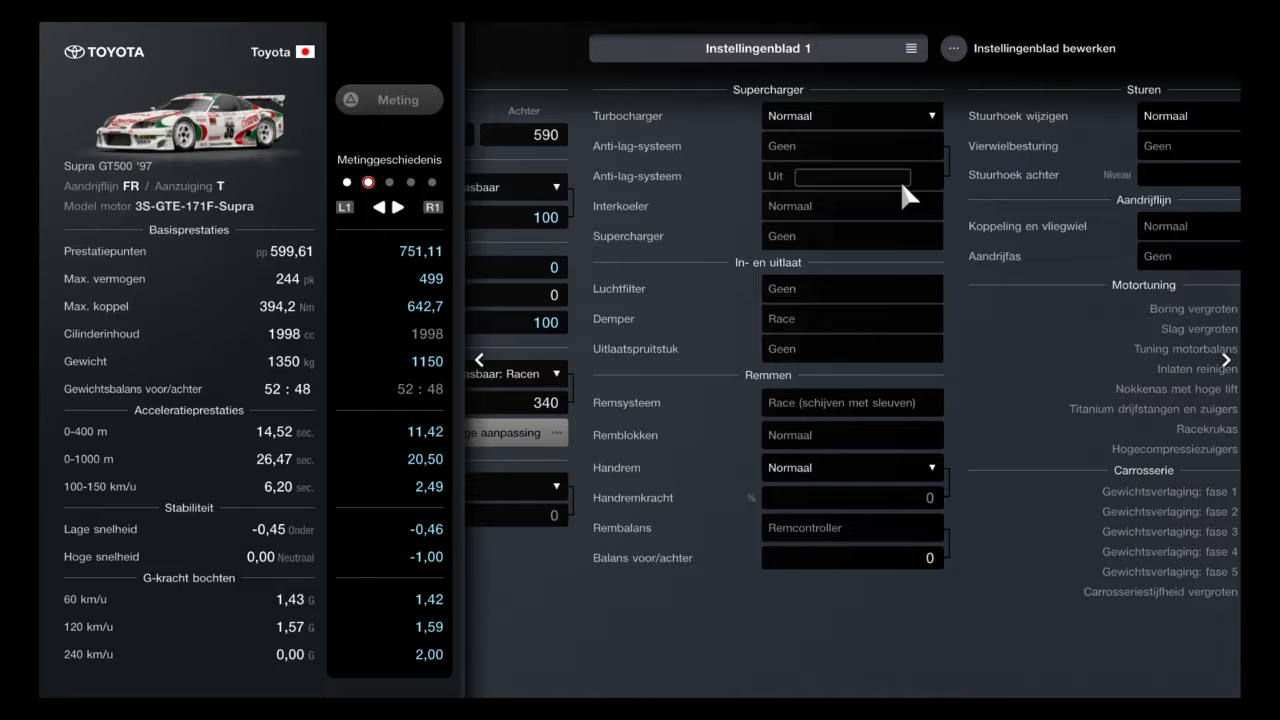 TOYOTA
Toyota
Supra GT500 '97
Aandrijflijn FR / Aanzuiging T
Model motor 3S-GTE-171F-Supra
Basisprestaties
Prestatiepunten pp 599,61
Max. vermogen 244 pk
Max. koppel 394,2 Nm
Cilinderinhoud 1998 cc
Gewicht 1350 kg
Gewichtsbalans voor/achter 52 : 48
Acceleratieprestaties
0-400 m 14,52 sec.
0-1000 m 26,47 sec.
100-150 km/u 6,20 sec.
Stabiliteit
Lage snelheid -0,45 Onder
Hoge snelheid 0,00 Neutraal
G-kracht bochten
60 km/u 1,43 G
120 km/u 1,57 G
240 km/u 0,00 G
Meting
Metinggeschiedenis
L1 R1
751,11
499
642,7
1998
1150
52 : 48
11,42
20,50
2,49
-0,46
-1,00
1,42
1,59
2,00
Instellingenblad 1
Instellingenblad bewerken
Achter
590
asbaar
100
0
0
100
asbaar: Racen
340
ge aanpassing
0
Supercharger
Turbocharger Normaal
Anti-lag-systeem Geen
Anti-lag-systeem Uit
Interkoeler Normaal
Supercharger Geen
In- en uitlaat
Luchtfilter Geen
Demper Race
Uitlaatspruitstuk Geen
Remmen
Remsysteem Race (schijven met sleuven)
Remblokken Normaal
Handrem Normaal
Handremkracht % 0
Rembalans Remcontroller
Balans voor/achter 0
Sturen
Stuurhoek wijzigen Normaal
Vierwielbesturing Geen
Stuurhoek achter Niveau
Aandrijflijn
Koppeling en vliegwiel Normaal
Aandrijfas Geen
Motortuning
Boring vergroten
Slag vergroten
Tuning motorbalans
Inlaten reinigen
Nokkenas met hoge lift
Titanium drijfstangen en zuigers
Racekrukas
Hogecompressiezuigers
Carrosserie
Gewichtsverlaging: fase 1
Gewichtsverlaging: fase 2
Gewichtsverlaging: fase 3
Gewichtsverlaging: fase 4
Gewichtsverlaging: fase 5
Carrosseriestijfheid vergroten